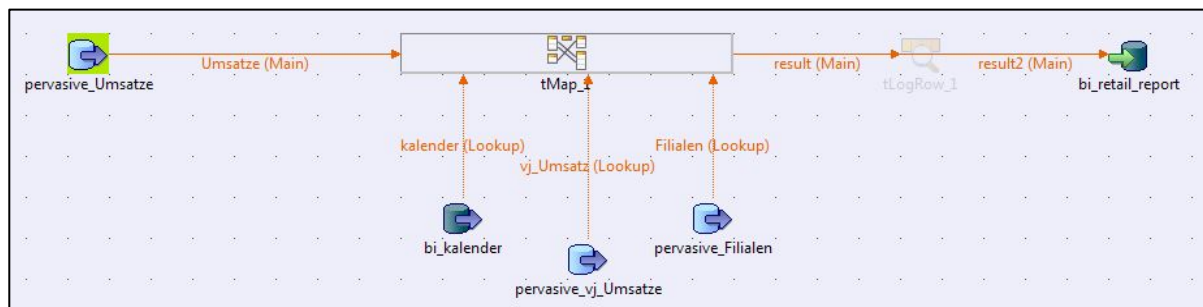 Umsatze (Main)
pervasive_Umsatze
tMap_1
result (Main)
tLogRow_1
result2 (Main)
bi_retail_report
kalender (Lookup)
vj_Umsatz (Lookup)
Filialen (Lookup)
bi_kalender
pervasive_vj_Umsatze
pervasive_Filialen